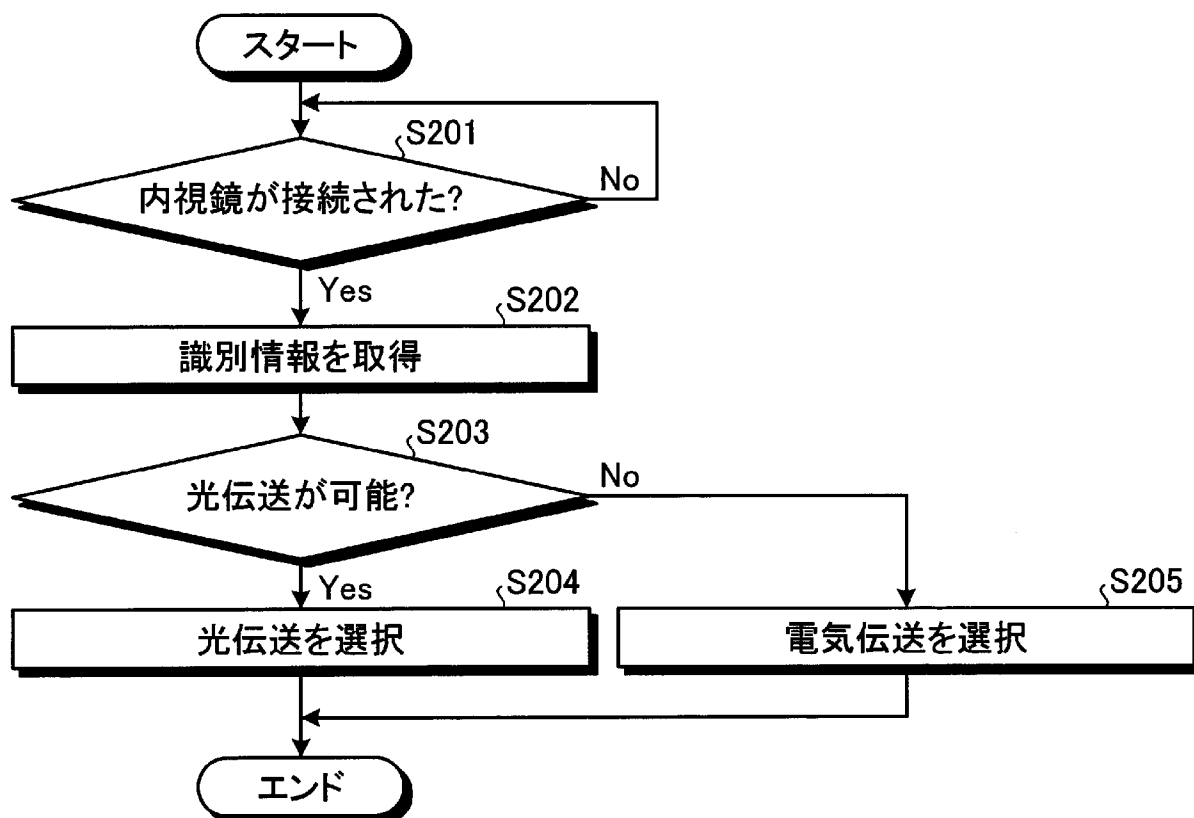 スタート
S201
内視鏡が接続された?
No
Yes
S202
識別情報を取得
S203
光伝送が可能?
No
Yes
S204
光伝送を選択
S205
電気伝送を選択
エンド